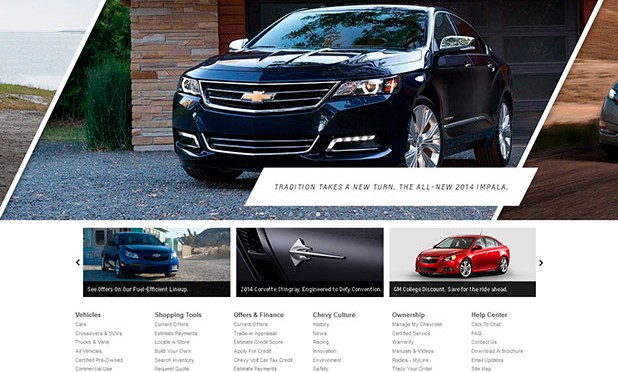 TRADITION TAKES A NEW TURN. THE ALL-NEW 2014 IMPALA.
See Offers On Our Fuel-Efficient Lineup.
2014 Corvette Stingray. Engineered to Defy Convention.
GM College Discount. Save for the ride ahead.
Vehicles
Cars
Crossovers & SUVs
Trucks & Vans
All Vehicles
Certified Pre-Owned
Commercial Use
Shopping Tools
Current Offers
Estimate Payments
Locate A Store
Build Your Own
Search Inventory
Request Quote
Offers & Finance
Current Offers
Trade-in Appraisal
Estimate Credit Score
Apply For Credit
Chevy Volt Car Tax Credit
Estimate Payments
Chevy Culture
History
News
Racing
Innovation
Environment
Safety
Ownership
Manage My Chevrolet
Certified Service
Warranty
Manuals & Videos
Radios - MyLink
Track Your Order
Help Center
Click To Chat
FAQ
Contact Us
Download A Brochure
Email Updates
Site Map